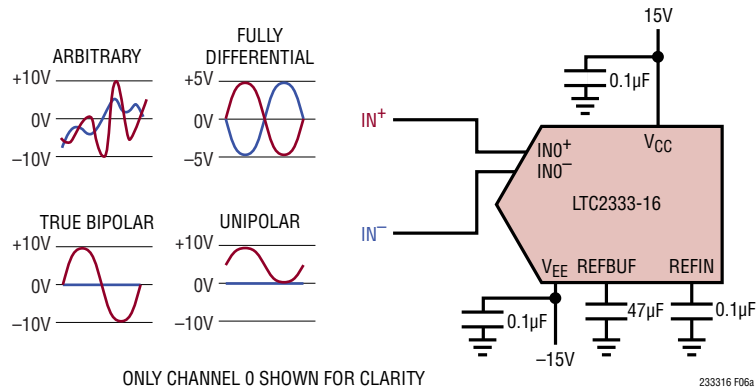 ARBITRARY
+10V
0V
–10V
FULLY
DIFFERENTIAL
+5V
0V
–5V
TRUE BIPOLAR
+10V
0V
–10V
UNIPOLAR
+10V
0V
–10V
IN+
IN–
15V
0.1µF
VCC
IN0+
IN0–
LTC2333-16
VEE
REFBUF
REFIN
0.1µF
47µF
0.1µF
–15V
ONLY CHANNEL 0 SHOWN FOR CLARITY
233316 F06a